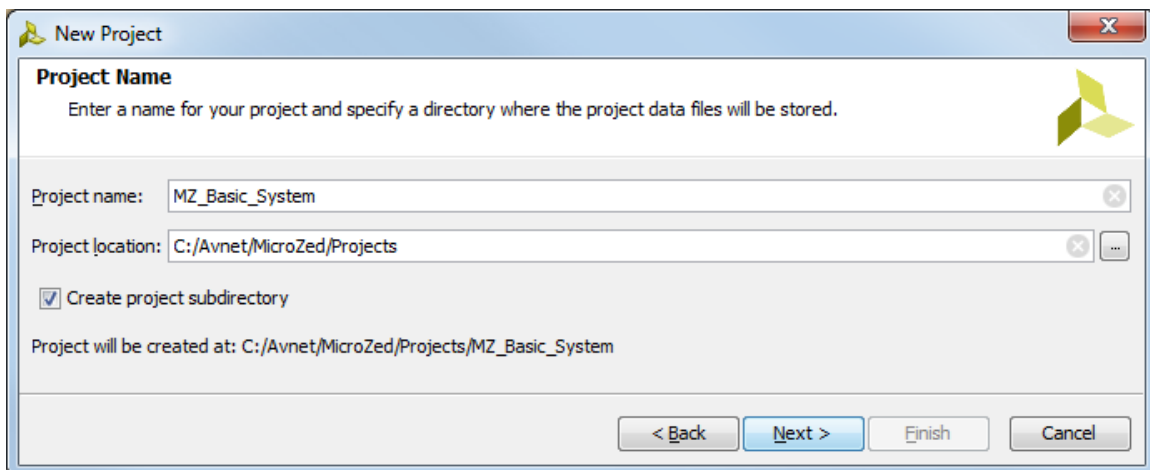 New Project
Project Name
Enter a name for your project and specify a directory where the project data files will be stored.
Project name: MZ_Basic_System
Project location: C:/Avnet/MicroZed/Projects ...
Create project subdirectory
Project will be created at: C:/Avnet/MicroZed/Projects/MZ_Basic_System
< Back Next > Finish Cancel